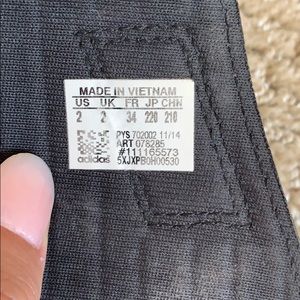 MADE IN VIETNAM
US UK FR JP CHN
2 2 34 220 210
PYS 702002 11/14
ART 078285
#111165573
adidas 5XJXPB0H00530